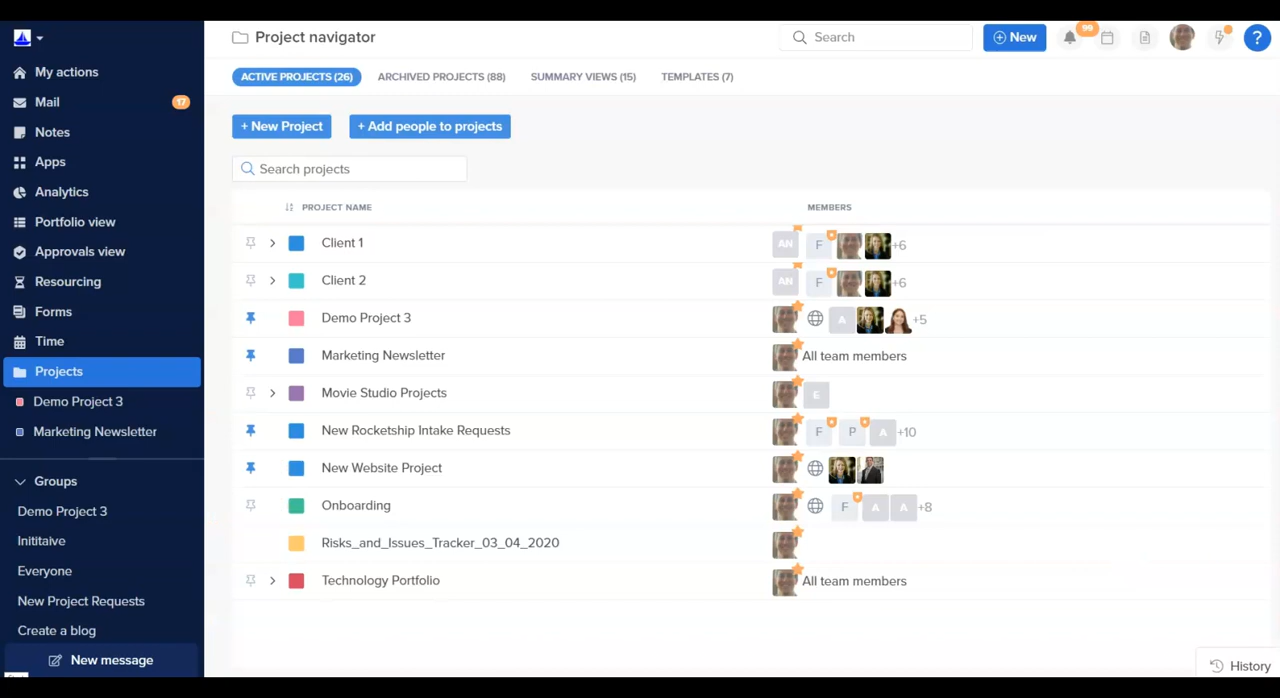 Project navigator
Search
New
99
?
My actions
Mail
17
Notes
Apps
Analytics
Portfolio view
Approvals view
Resourcing
Forms
Time
Projects
Demo Project 3
Marketing Newsletter
Groups
Demo Project 3
Inititaive
Everyone
New Project Requests
Create a blog
New message
ACTIVE PROJECTS (26)
ARCHIVED PROJECTS (88)
SUMMARY VIEWS (15)
TEMPLATES (7)
+ New Project
+ Add people to projects
Search projects
PROJECT NAME
MEMBERS
Client 1
AN
F
+6
Client 2
AN
F
+6
Demo Project 3
A
+5
Marketing Newsletter
All team members
Movie Studio Projects
E
New Rocketship Intake Requests
F
P
A
+10
New Website Project
Onboarding
F
A
A
+8
Risks_and_Issues_Tracker_03_04_2020
Technology Portfolio
All team members
History